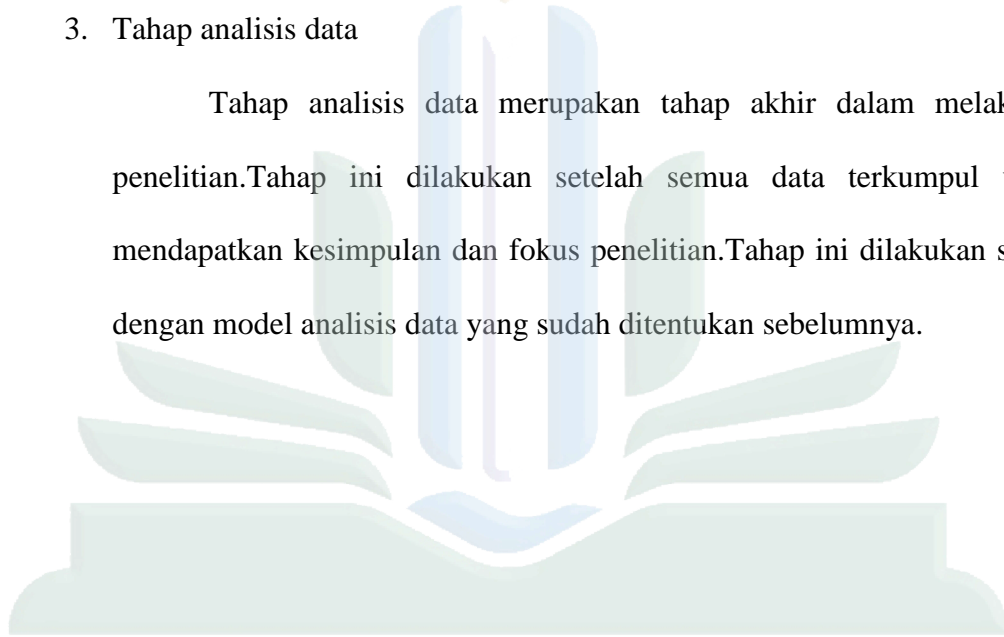 3. Tahap analisis data
Tahap analisis data merupakan tahap akhir dalam
penelitian.Tahap ini dilakukan setelah semua data terkumpul
mendapatkan kesimpulan dan fokus penelitian.Tahap ini dilakukan
dengan model analisis data yang sudah ditentukan sebelumnya.